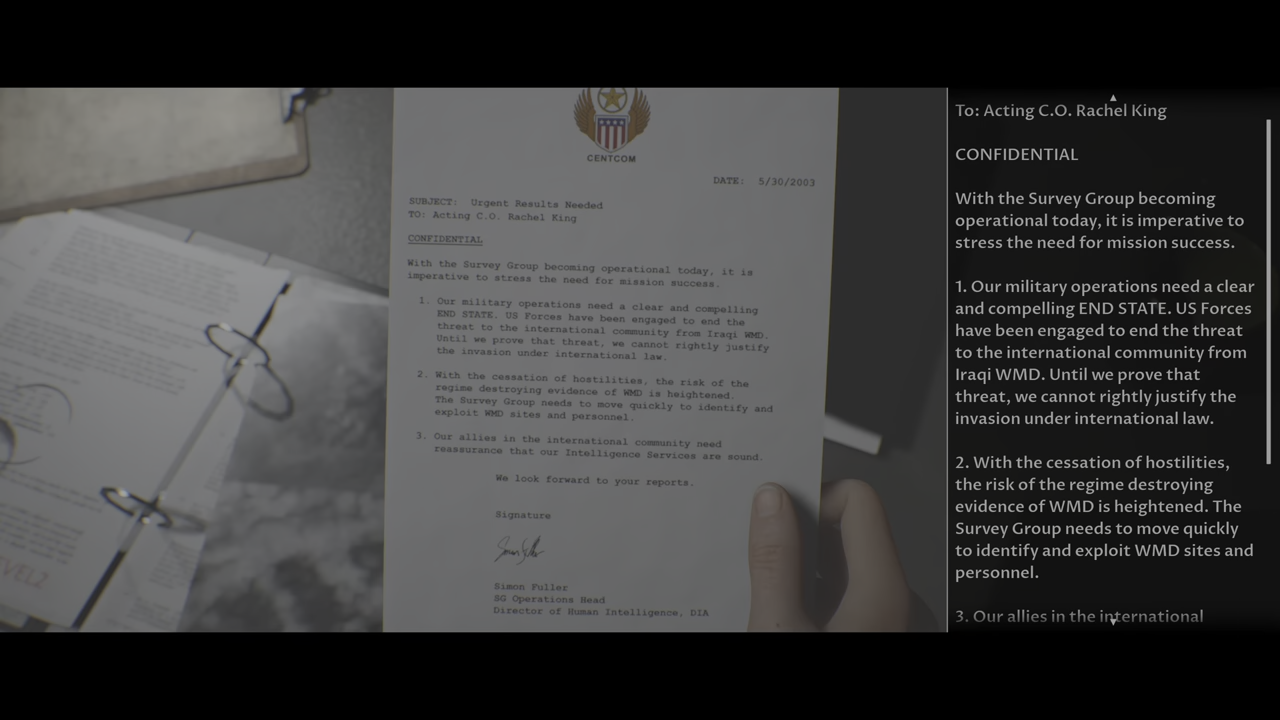 CENTCOM
DATE: 5/30/2003
SUBJECT: Urgent Results Needed
TO: Acting C.O. Rachel King
CONFIDENTIAL
With the Survey Group becoming operational today, it is
imperative to stress the need for mission success.
1. Our military operations need a clear and compelling
END STATE. US Forces have been engaged to end the
threat to the international community from Iraqi WMD.
Until we prove that threat, we cannot rightly justify
the invasion under international law.
2. With the cessation of hostilities, the risk of the
regime destroying evidence of WMD is heightened.
The Survey Group needs to move quickly to identify and
exploit WMD sites and personnel.
3. Our allies in the international community need
reassurance that our Intelligence Services are sound.
We look forward to your reports.
Signature
Simon Fuller
SG Operations Head
Director of Human Intelligence, DIA
To: Acting C.O. Rachel King
CONFIDENTIAL
With the Survey Group becoming
operational today, it is imperative to
stress the need for mission success.
1. Our military operations need a clear
and compelling END STATE. US Forces
have been engaged to end the threat
to the international community from
Iraqi WMD. Until we prove that
threat, we cannot rightly justify the
invasion under international law.
2. With the cessation of hostilities,
the risk of the regime destroying
evidence of WMD is heightened. The
Survey Group needs to move quickly
to identify and exploit WMD sites and
personnel.
3. Our allies in the international